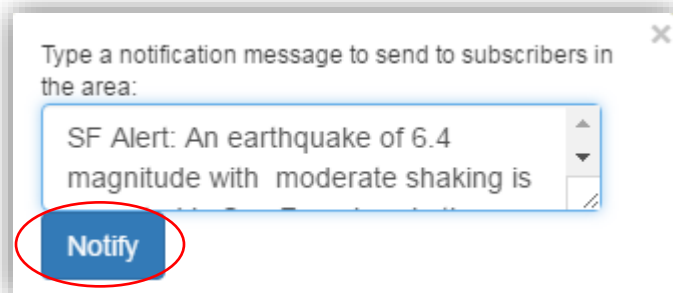 Type a notification message to send to subscribers in
the area:
SF Alert: An earthquake of 6.4
magnitude with  moderate shaking is
Notify